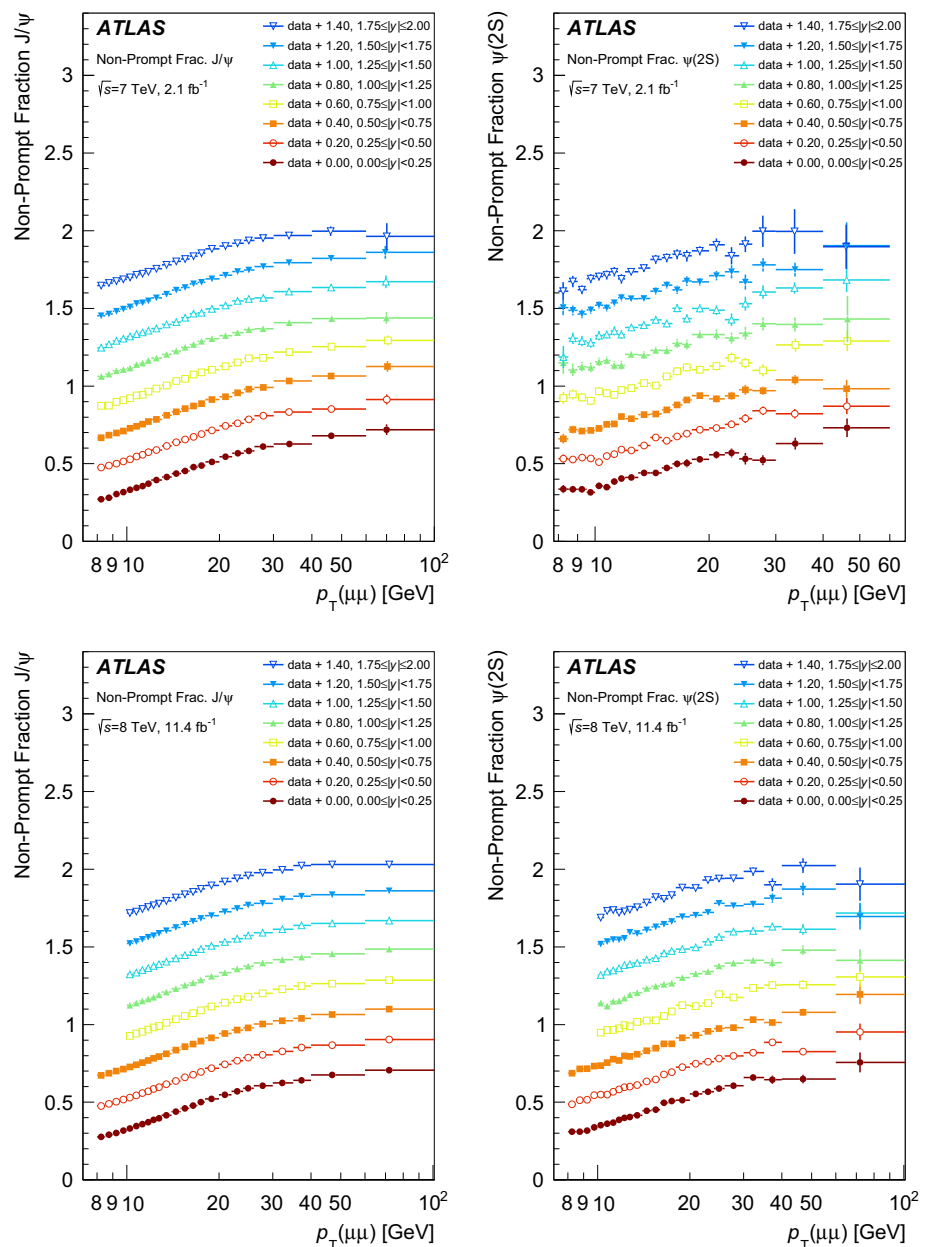 Non-Prompt Fraction J/ψ
ATLAS
Non-Prompt Frac. J/ψ
√s=7 TeV, 2.1 fb⁻¹
data + 1.40, 1.75≤|y|≤2.00
data + 1.20, 1.50≤|y|<1.75
data + 1.00, 1.25≤|y|<1.50
data + 0.80, 1.00≤|y|<1.25
data + 0.60, 0.75≤|y|<1.00
data + 0.40, 0.50≤|y|<0.75
data + 0.20, 0.25≤|y|<0.50
data + 0.00, 0.00≤|y|<0.25
3
2.5
2
1.5
1
0.5
0
8 9 10 20 30 40 50 10²
p_T(μμ) [GeV]
Non-Prompt Fraction ψ(2S)
ATLAS
Non-Prompt Frac. ψ(2S)
√s=7 TeV, 2.1 fb⁻¹
data + 1.40, 1.75≤|y|≤2.00
data + 1.20, 1.50≤|y|<1.75
data + 1.00, 1.25≤|y|<1.50
data + 0.80, 1.00≤|y|<1.25
data + 0.60, 0.75≤|y|<1.00
data + 0.40, 0.50≤|y|<0.75
data + 0.20, 0.25≤|y|<0.50
data + 0.00, 0.00≤|y|<0.25
3
2.5
2
1.5
1
0.5
0
8 9 10 20 30 40 50 60
p_T(μμ) [GeV]
Non-Prompt Fraction J/ψ
ATLAS
Non-Prompt Frac. J/ψ
√s=8 TeV, 11.4 fb⁻¹
data + 1.40, 1.75≤|y|≤2.00
data + 1.20, 1.50≤|y|<1.75
data + 1.00, 1.25≤|y|<1.50
data + 0.80, 1.00≤|y|<1.25
data + 0.60, 0.75≤|y|<1.00
data + 0.40, 0.50≤|y|<0.75
data + 0.20, 0.25≤|y|<0.50
data + 0.00, 0.00≤|y|<0.25
3
2.5
2
1.5
1
0.5
0
8 9 10 20 30 40 50 10²
p_T(μμ) [GeV]
Non-Prompt Fraction ψ(2S)
ATLAS
Non-Prompt Frac. ψ(2S)
√s=8 TeV, 11.4 fb⁻¹
data + 1.40, 1.75≤|y|≤2.00
data + 1.20, 1.50≤|y|<1.75
data + 1.00, 1.25≤|y|<1.50
data + 0.80, 1.00≤|y|<1.25
data + 0.60, 0.75≤|y|<1.00
data + 0.40, 0.50≤|y|<0.75
data + 0.20, 0.25≤|y|<0.50
data + 0.00, 0.00≤|y|<0.25
3
2.5
2
1.5
1
0.5
0
8 9 10 20 30 40 50 10²
p_T(μμ) [GeV]